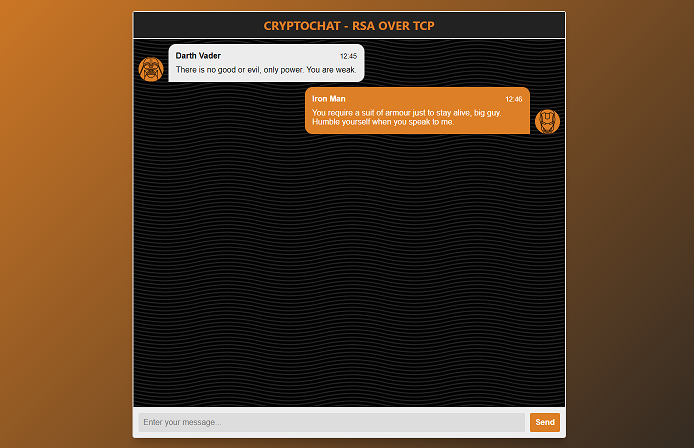 CRYPTOCHAT - RSA OVER TCP
Darth Vader 12:45
There is no good or evil, only power. You are weak.
Iron Man 12:46
You require a suit of armour just to stay alive, big guy.
Humble yourself when you speak to me.
Enter your message... Send